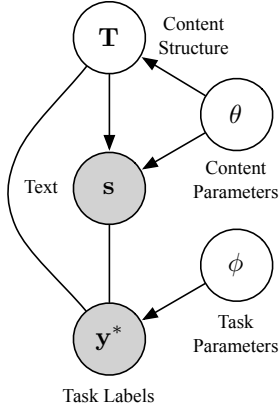 T
Content
Structure
θ
Text
s
Content
Parameters
ϕ
y*
Task
Parameters
Task Labels